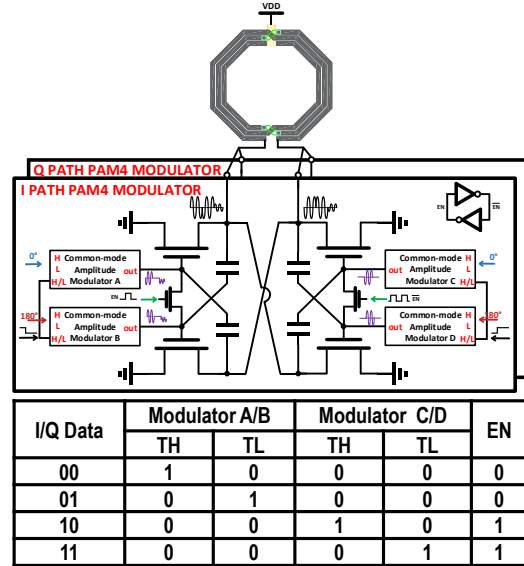 VDD
Q PATH PAM4 MODULATOR
I PATH PAM4 MODULATOR
EN
EN
0°
H Common-mode
L Amplitude out
H/L Modulator A
Common-mode H
out Amplitude L
Modulator C H/L
0°
EN
EN
180°
H Common-mode
L Amplitude out
H/L Modulator B
Common-mode H
out Amplitude L
Modulator D H/L
180°
I/Q Data Modulator A/B Modulator C/D EN
TH TL TH TL
00 1 0 0 0 0
01 0 1 0 0 0
10 0 0 1 0 1
11 0 0 0 1 1